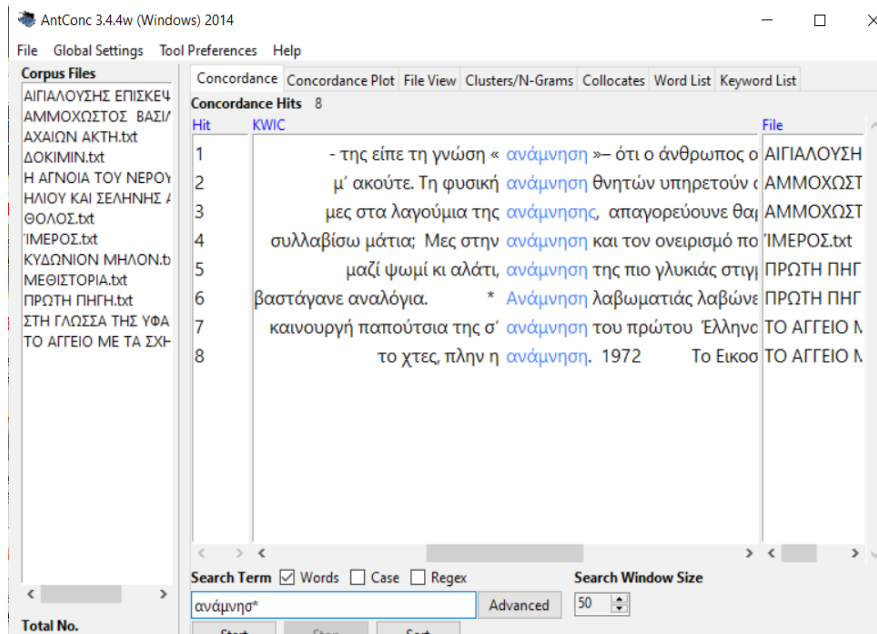 AntConc 3.4.4w (Windows) 2014
File Global Settings Tool Preferences Help
Corpus Files
ΑΙΓΙΑΛΟΥΣΗΣ ΕΠΙΣΚΕΨ
ΑΜΜΟΧΩΣΤΟΣ ΒΑΣΙΛ
ΑΧΑΙΩΝ ΑΚΤΗ.txt
ΔΟΚΙΜΙΝ.txt
Η ΑΓΝΟΙΑ ΤΟΥ ΝΕΡΟΥ
ΗΛΙΟΥ ΚΑΙ ΣΕΛΗΝΗΣ Α
ΘΟΛΟΣ.txt
ΊΜΕΡΟΣ.txt
ΚΥΔΩΝΙΟΝ ΜΗΛΟΝ.t
ΜΕΘΙΣΤΟΡΙΑ.txt
ΠΡΩΤΗ ΠΗΓΗ.txt
ΣΤΗ ΓΛΩΣΣΑ ΤΗΣ ΥΦΑ
ΤΟ ΑΓΓΕΙΟ ΜΕ ΤΑ ΣΧΗ
Total No.
Concordance Concordance Plot File View Clusters/N-Grams Collocates Word List Keyword List
Concordance Hits 8
Hit KWIC File
1 - της είπε τη γνώση « ανάμνηση »– ότι ο άνθρωπος ο ΑΙΓΙΑΛΟΥΣΗ
2 μ΄ ακούτε. Τη φυσική ανάμνηση θνητών υπηρετούν ΑΜΜΟΧΩΣΤ
3 μες στα λαγούμια της ανάμνησης, απαγορεύουνε θα ΑΜΜΟΧΩΣΤ
4 συλλαβίσω μάτια; Μες στην ανάμνηση και τον ονειρισμό πο ΊΜΕΡΟΣ.txt
5 μαζί ψωμί κι αλάτι, ανάμνηση της πιο γλυκιάς στιγ ΠΡΩΤΗ ΠΗΓ
6 βαστάγανε αναλόγια. * Ανάμνηση λαβωματιάς λαβώνε ΠΡΩΤΗ ΠΗΓ
7 καινουργή παπούτσια της σ΄ ανάμνηση του πρώτου Έλληνα ΤΟ ΑΓΓΕΙΟ Μ
8 το χτες, πλην η ανάμνηση. 1972 Το Εικοσ ΤΟ ΑΓΓΕΙΟ Μ
Search Term Words Case Regex Search Window Size
ανάμνησ* Advanced 50
Start Stop Sort